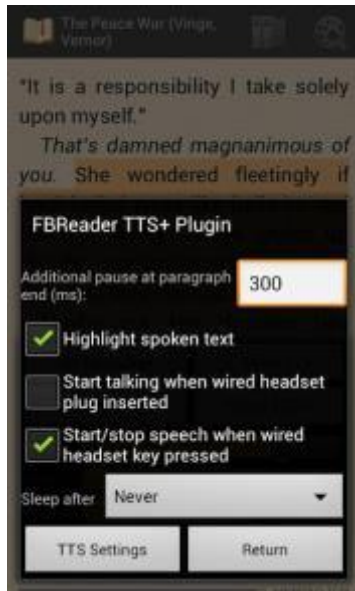 The Peace War (Vinge,
Vernor)
"It is a responsibility I take solely
upon myself."
That's damned magnanimous of
you. She wondered fleetingly if
FBReader TTS+ Plugin
Additional pause at paragraph
end (ms):
300
Highlight spoken text
Start talking when wired headset
plug inserted
Start/stop speech when wired
headset key pressed
Sleep after
Never
TTS Settings
Return